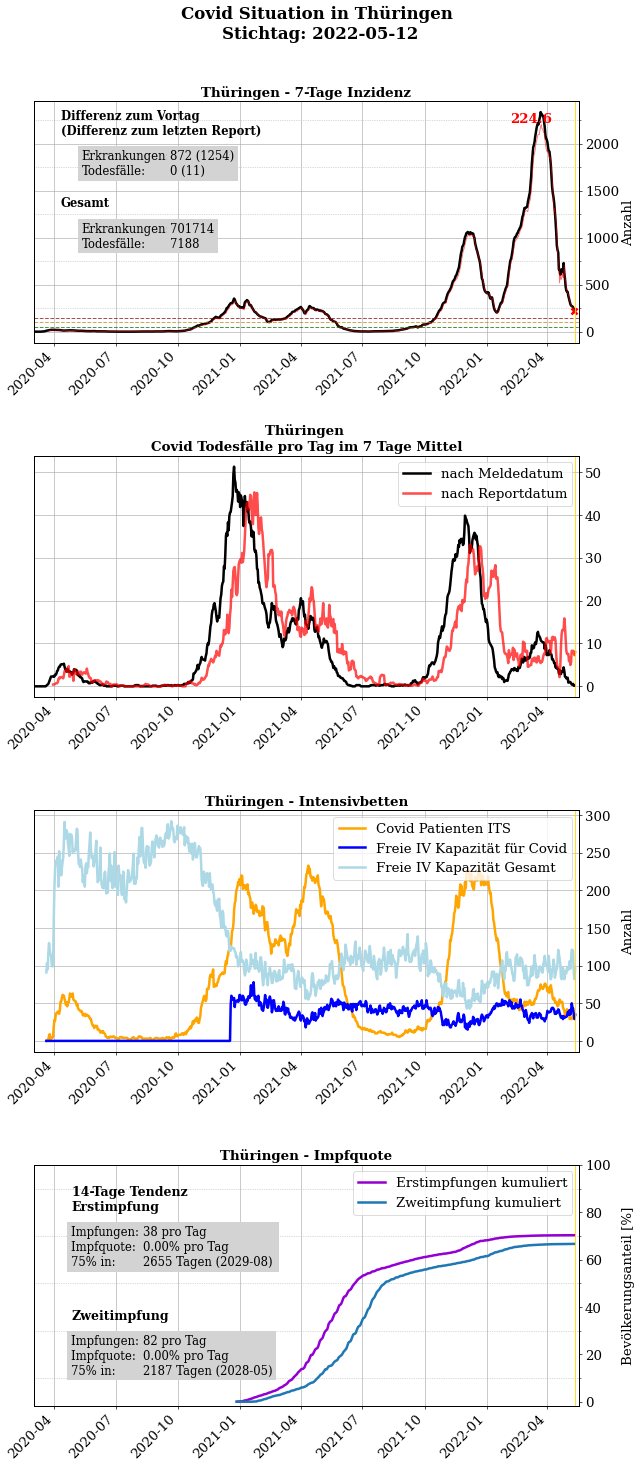 Covid Situation in Thüringen
Stichtag: 2022-05-12
Thüringen - 7-Tage Inzidenz
Differenz zum Vortag
(Differenz zum letzten Report)
Erkrankungen 872 (1254)
Todesfälle: 0 (11)
Gesamt
Erkrankungen 701714
Todesfälle: 7188
224.6
2000
1500
1000
500
0
Anzahl
2020-04
2020-07
2020-10
2021-01
2021-04
2021-07
2021-10
2022-01
2022-04
Thüringen
Covid Todesfälle pro Tag im 7 Tage Mittel
nach Meldedatum
nach Reportdatum
50
40
30
20
10
0
2020-04
2020-07
2020-10
2021-01
2021-04
2021-07
2021-10
2022-01
2022-04
Thüringen - Intensivbetten
Covid Patienten ITS
Freie IV Kapazität für Covid
Freie IV Kapazität Gesamt
300
250
200
150
100
50
0
Anzahl
2020-04
2020-07
2020-10
2021-01
2021-04
2021-07
2021-10
2022-01
2022-04
Thüringen - Impfquote
14-Tage Tendenz
Erstimpfung
Impfungen: 38 pro Tag
Impfquote: 0.00% pro Tag
75% in: 2655 Tagen (2029-08)
Zweitimpfung
Impfungen: 82 pro Tag
Impfquote: 0.00% pro Tag
75% in: 2187 Tagen (2028-05)
Erstimpfungen kumuliert
Zweitimpfung kumuliert
100
80
60
40
20
0
Bevölkerungsanteil [%]
2020-04
2020-07
2020-10
2021-01
2021-04
2021-07
2021-10
2022-01
2022-04